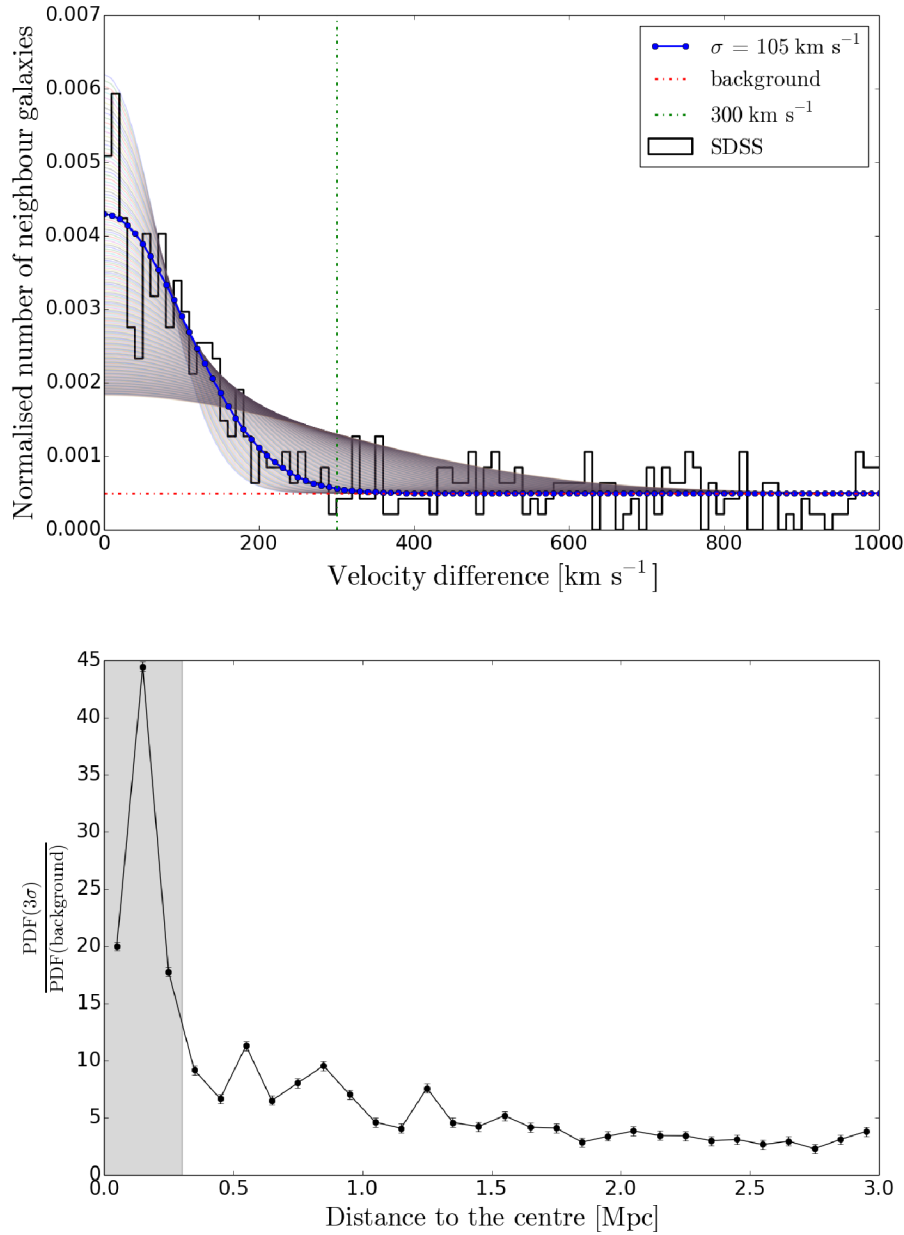 0.007
0.006
0.005
0.004
0.003
0.002
0.001
0.000
Normalised number of neighbour galaxies
σ = 105 km s⁻¹
background
300 km s⁻¹
SDSS
0 200 400 600 800 1000
Velocity difference [km s⁻¹]
45
40
35
30
25
20
15
10
5
0
PDF(3σ)
PDF(background)
0.0 0.5 1.0 1.5 2.0 2.5 3.0
Distance to the centre [Mpc]